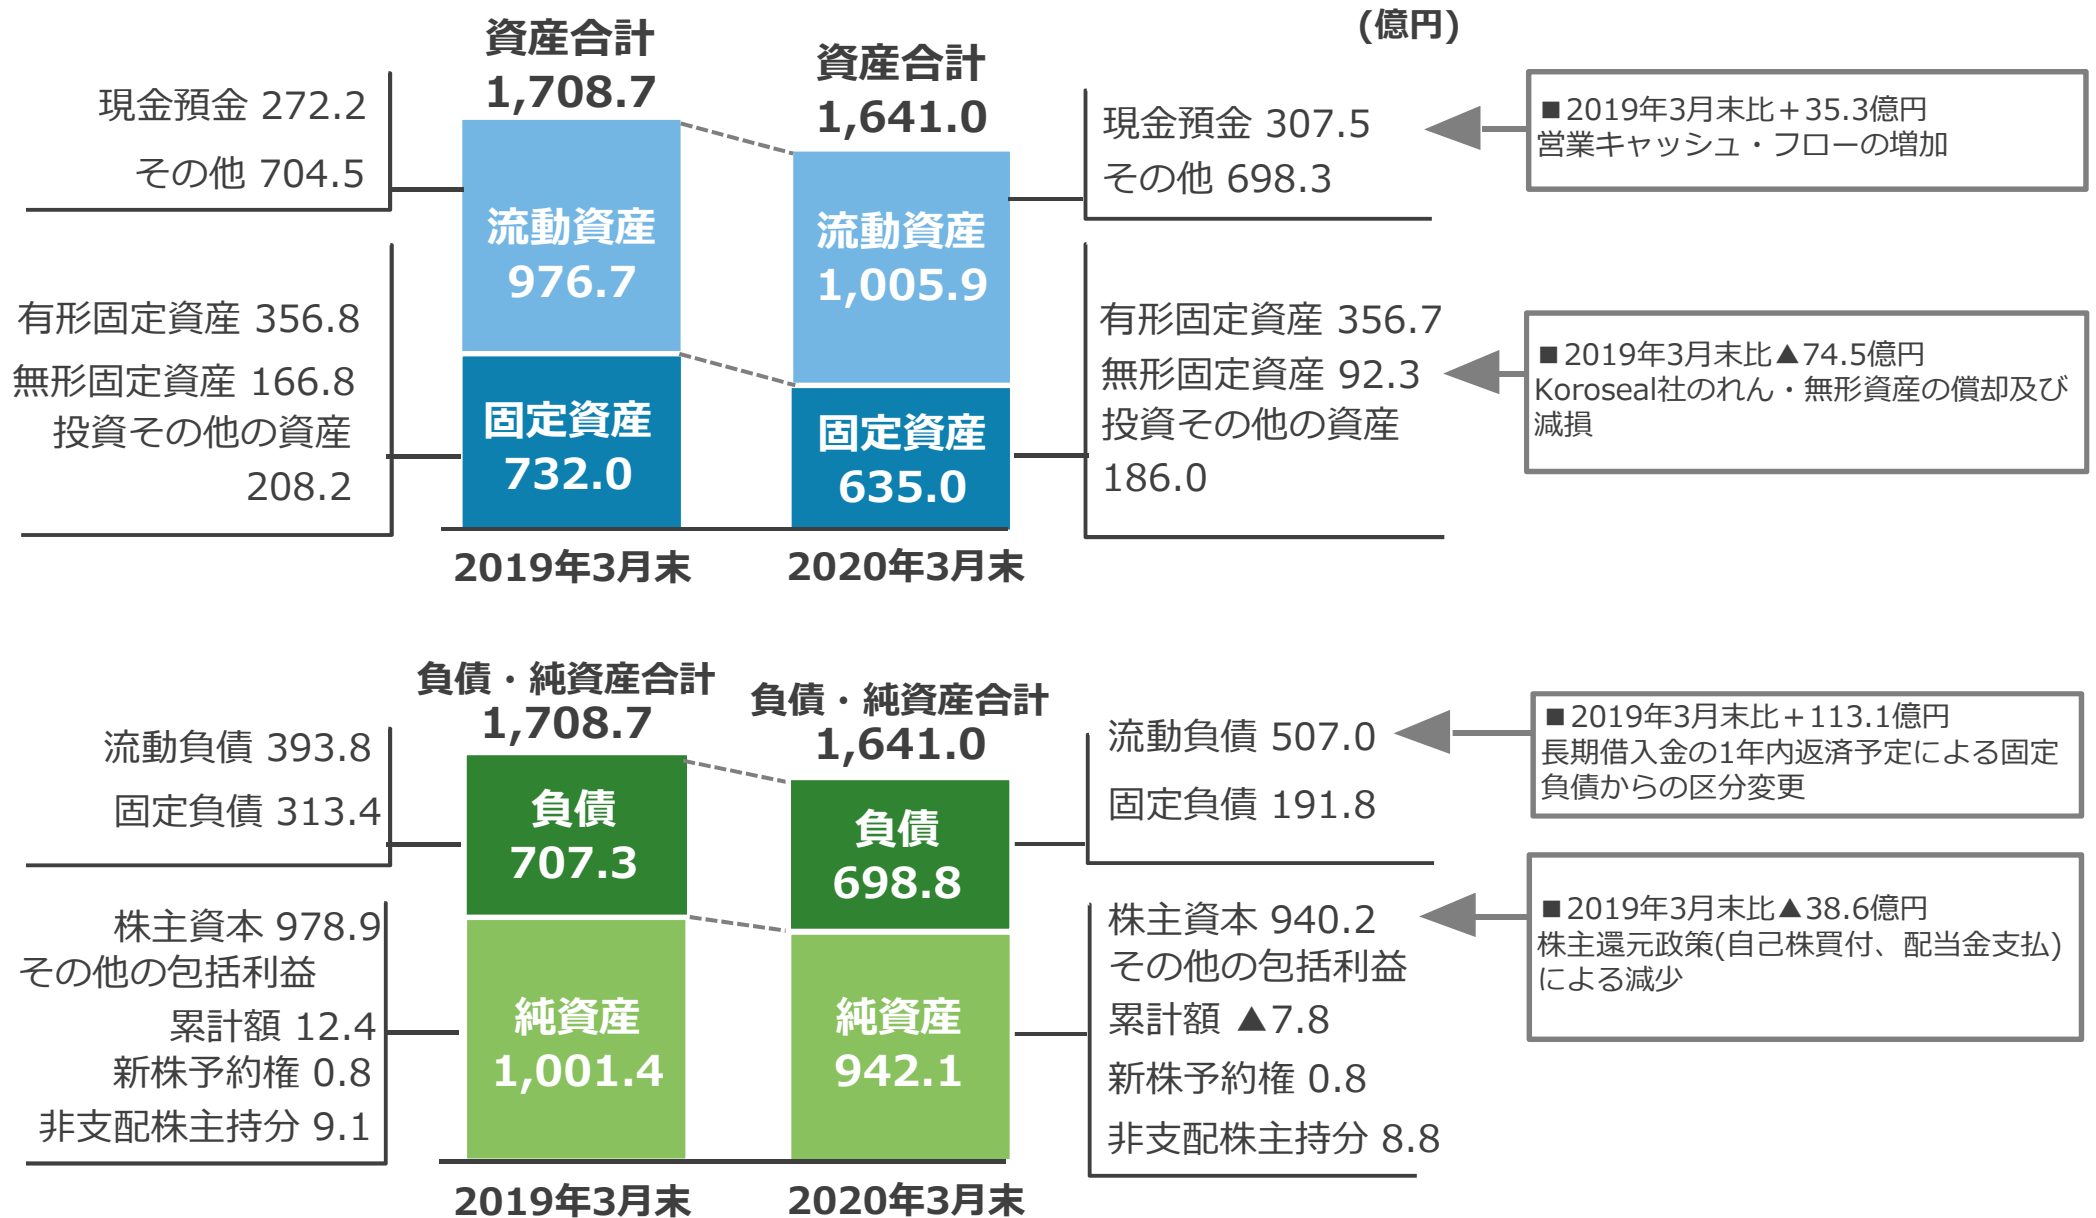 (億円)
資産合計
1,708.7
資産合計
1,641.0
現金預金 272.2
その他 704.5
流動資産
976.7
流動資産
1,005.9
現金預金 307.5
その他 698.3
■2019年3月末比＋35.3億円
営業キャッシュ・フローの増加
有形固定資産 356.8
無形固定資産 166.8
投資その他の資産
208.2
固定資産
732.0
固定資産
635.0
有形固定資産 356.7
無形固定資産 92.3
投資その他の資産
186.0
■2019年3月末比▲74.5億円
Koroseal社のれん・無形資産の償却及び
減損
2019年3月末
2020年3月末
負債・純資産合計
1,708.7
負債・純資産合計
1,641.0
流動負債 393.8
固定負債 313.4
負債
707.3
負債
698.8
流動負債 507.0
固定負債 191.8
■2019年3月末比＋113.1億円
長期借入金の1年内返済予定による固定
負債からの区分変更
株主資本 978.9
その他の包括利益
累計額 12.4
新株予約権 0.8
非支配株主持分 9.1
純資産
1,001.4
純資産
942.1
株主資本 940.2
その他の包括利益
累計額 ▲7.8
新株予約権 0.8
非支配株主持分 8.8
■2019年3月末比▲38.6億円
株主還元政策(自己株買付、配当金支払)
による減少
2019年3月末
2020年3月末